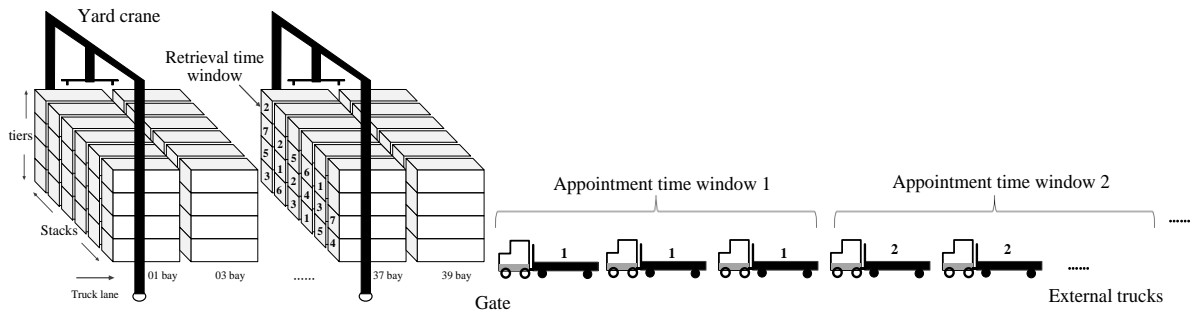 Yard crane
Retrieval time
window
tiers
Stacks
Truck lane
01 bay
03 bay
......
37 bay
39 bay
2
7
5
3
2
1
6
5
2
3
6
4
1
1
3
5
7
4
Appointment time window 1
Appointment time window 2
......
1
1
1
2
2
......
Gate
External trucks